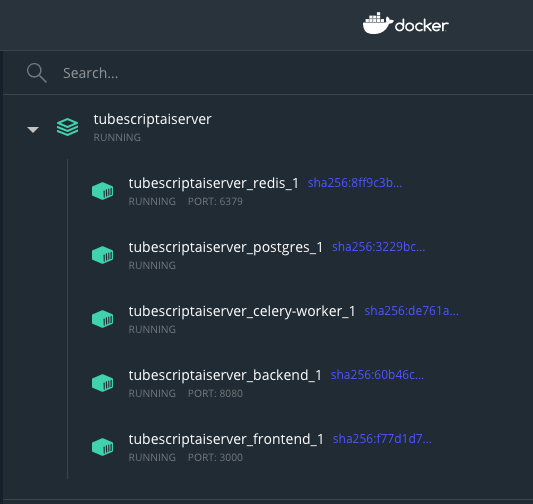 docker
Search...
tubescriptaiserver
RUNNING
tubescriptaiserver_redis_1 sha256:8ff9c3b...
RUNNING PORT: 6379
tubescriptaiserver_postgres_1 sha256:3229bc...
RUNNING
tubescriptaiserver_celery-worker_1 sha256:de761a...
RUNNING
tubescriptaiserver_backend_1 sha256:60b46c...
RUNNING PORT: 8080
tubescriptaiserver_frontend_1 sha256:f77d1d7...
RUNNING PORT: 3000